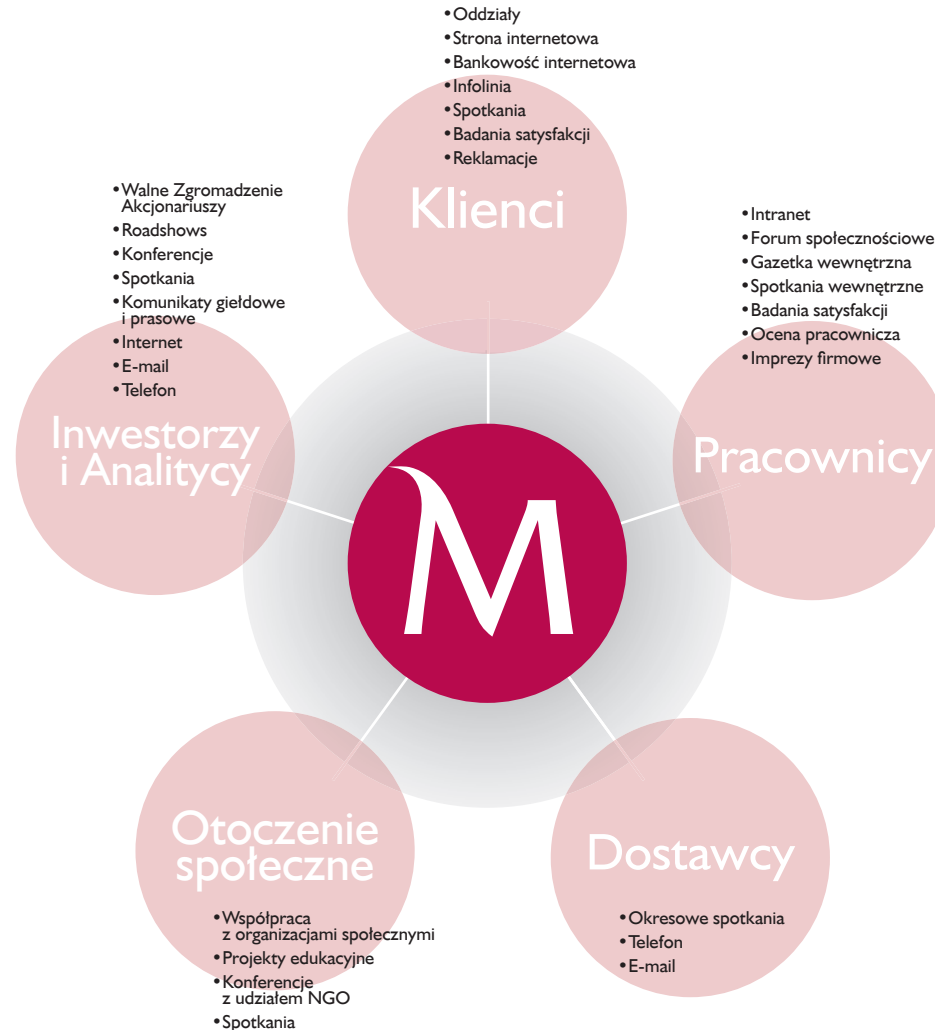 •Oddziały
•Strona internetowa
•Bankowość internetowa
•Infolinia
•Spotkania
•Badania satysfakcji
•Reklamacje
Klienci
•Walne Zgromadzenie
Akcjonariuszy
•Roadshows
•Konferencje
•Spotkania
•Komunikaty giełdowe
i prasowe
•Internet
•E-mail
•Telefon
Inwestorzy
i Analitycy
•Intranet
•Forum społecznościowe
•Gazetka wewnętrzna
•Spotkania wewnętrzne
•Badania satysfakcji
•Ocena pracownicza
•Imprezy firmowe
Pracownicy
M
Otoczenie
społeczne
•Współpraca
z organizacjami społecznymi
•Projekty edukacyjne
•Konferencje
z udziałem NGO
•Spotkania
Dostawcy
•Okresowe spotkania
•Telefon
•E-mail